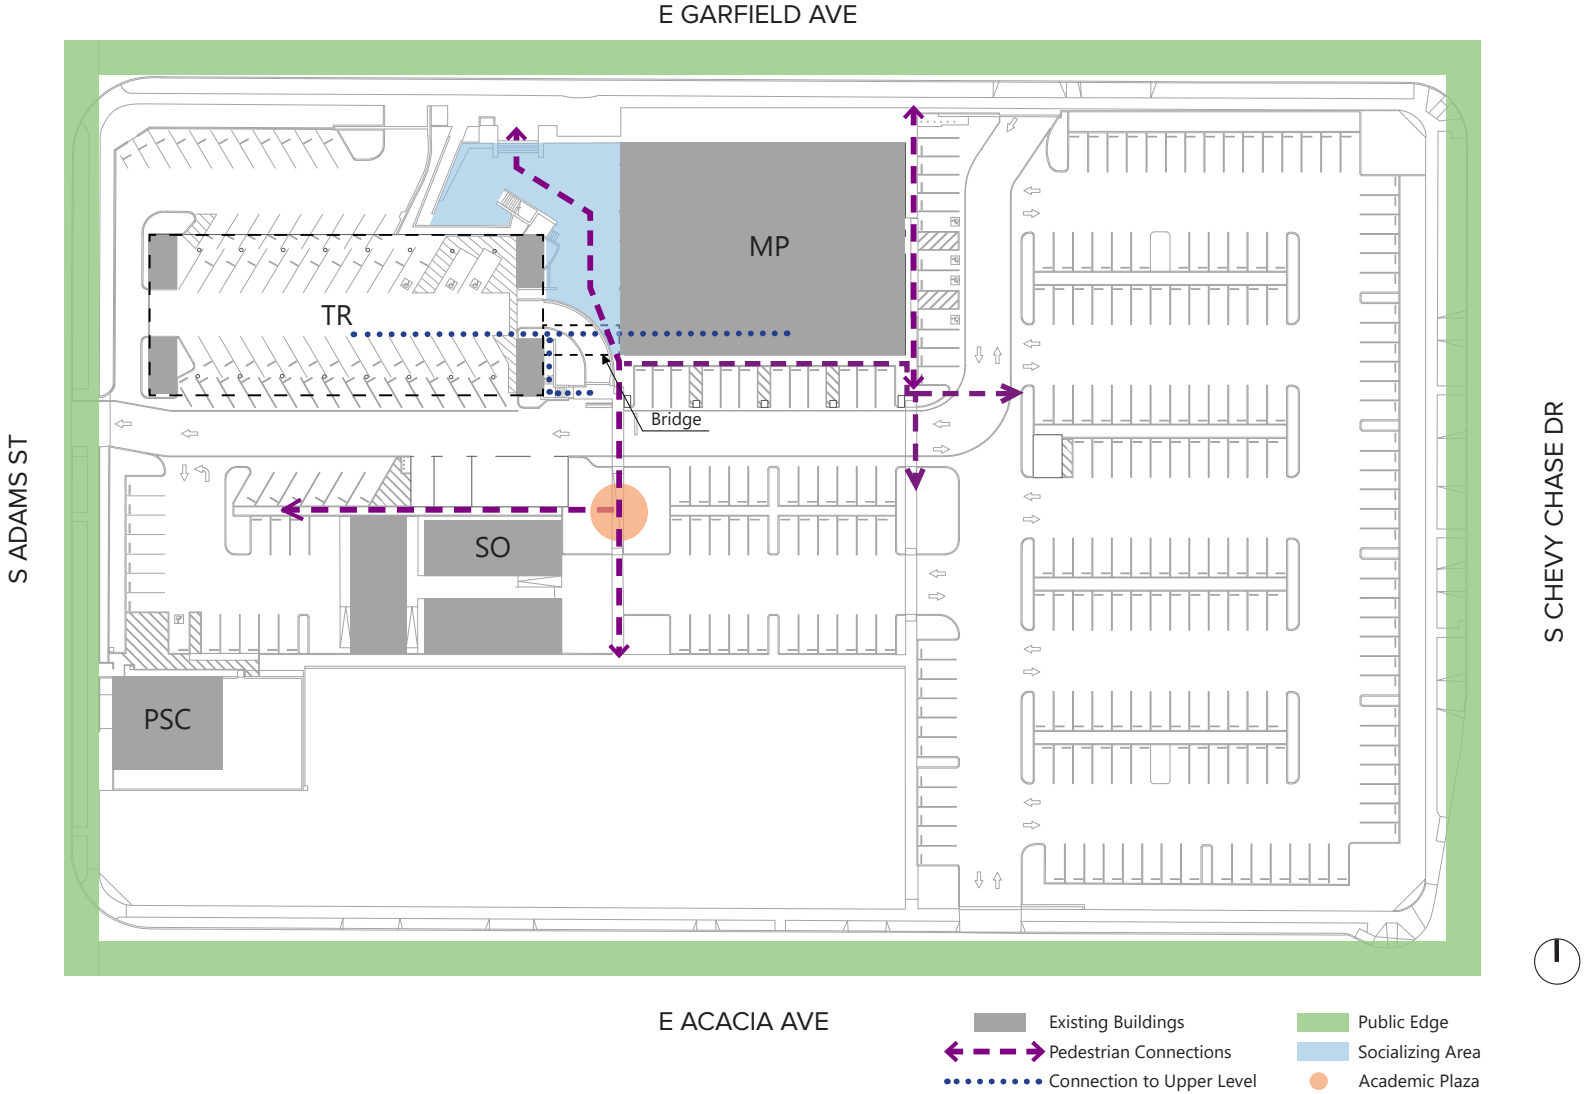 E GARFIELD AVE
MP
TR
Bridge
S ADAMS ST
S CHEVY CHASE DR
SO
PSC
E ACACIA AVE
Existing Buildings
Public Edge
Pedestrian Connections
Socializing Area
Connection to Upper Level
Academic Plaza